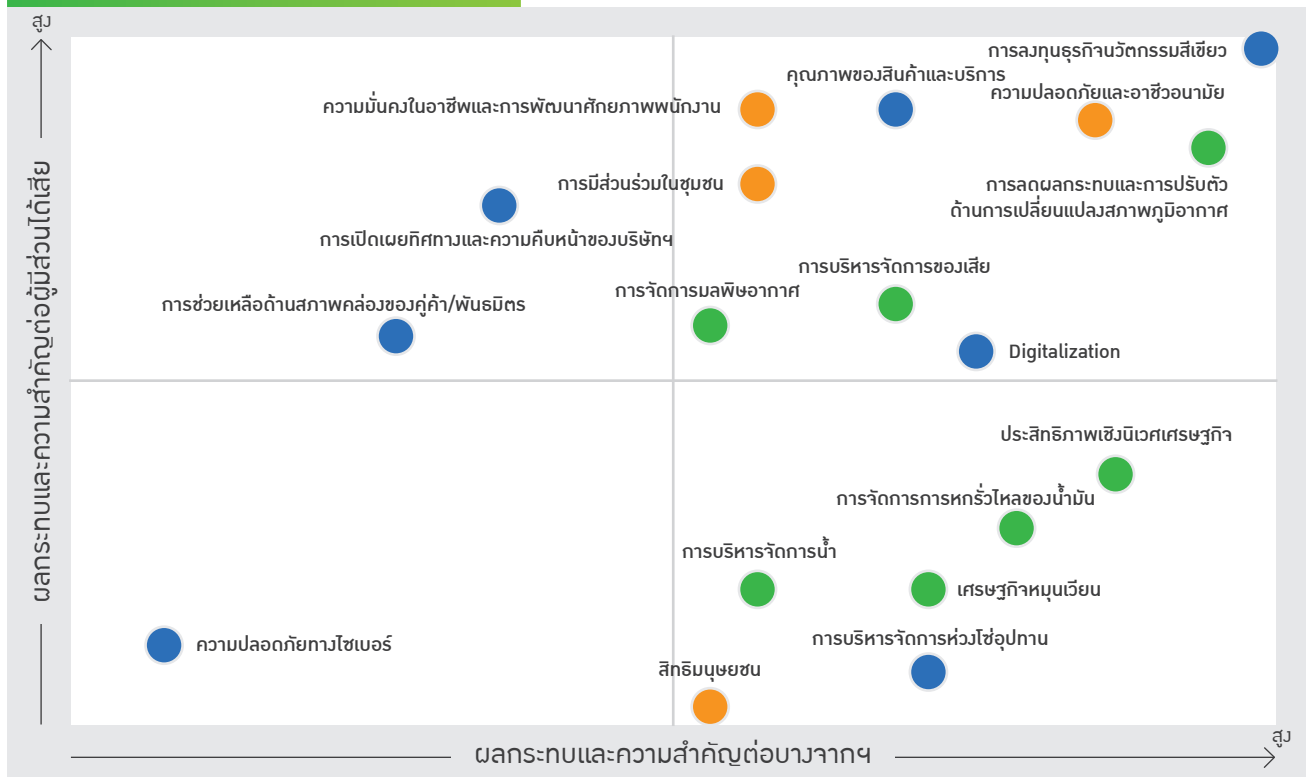 สูง
การลงทุนธุรกิจนวัตกรรมสีเขียว
คุณภาพของสินค้าและบริการ
ความปลอดภัยและอาชีวอนามัย
ความมั่นคงในอาชีพและการพัฒนาศักยภาพพนักงาน
การมีส่วนร่วมในชุมชน
การลดผลกระทบและการปรับตัว
ด้านการเปลี่ยนแปลงสภาพภูมิอากาศ
การเปิดเผยทิศทางและความคืบหน้าของบริษัทฯ
การบริหารจัดการของเสีย
การจัดการมลพิษอากาศ
การช่วยเหลือด้านสภาพคล่องของคู่ค้า/พันธมิตร
Digitalization
ผลกระทบและความสำคัญต่อผู้มีส่วนได้เสีย
ประสิทธิภาพเชิงนิเวศเศรษฐกิจ
การจัดการการหกรั่วไหลของน้ำมัน
การบริหารจัดการน้ำ
เศรษฐกิจหมุนเวียน
ความปลอดภัยทางไซเบอร์
การบริหารจัดการห่วงโซ่อุปทาน
สิทธิมนุษยชน
ผลกระทบและความสำคัญต่อบางจากฯ
สูง